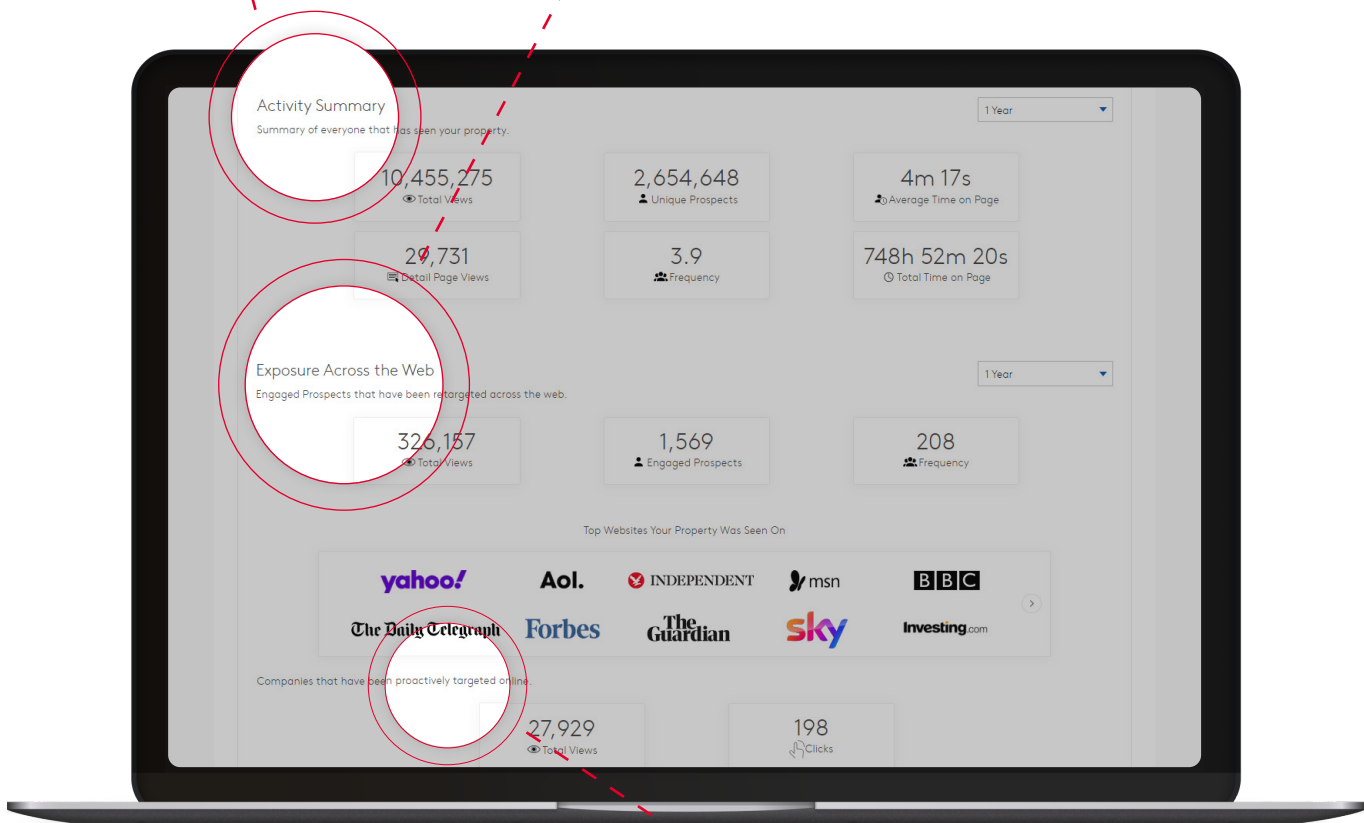 Activity Summary
1 Year
Summary of everyone that has seen your property.
10,455,275
Total Views
2,654,648
Unique Prospects
4m 17s
Average Time on Page
29,731
Detail Page Views
3.9
Frequency
748h 52m 20s
Total Time on Page
Exposure Across the Web
1 Year
Engaged Prospects that have been retargeted across the web.
326,157
Total Views
1,569
Engaged Prospects
208
Frequency
Top Websites Your Property Was Seen On
yahoo!
Aol.
INDEPENDENT
msn
BBC
The Daily Telegraph
Forbes
The
Guardian
sky
Investing.com
Companies that have been proactively targeted online.
27,929
Total Views
198
Clicks